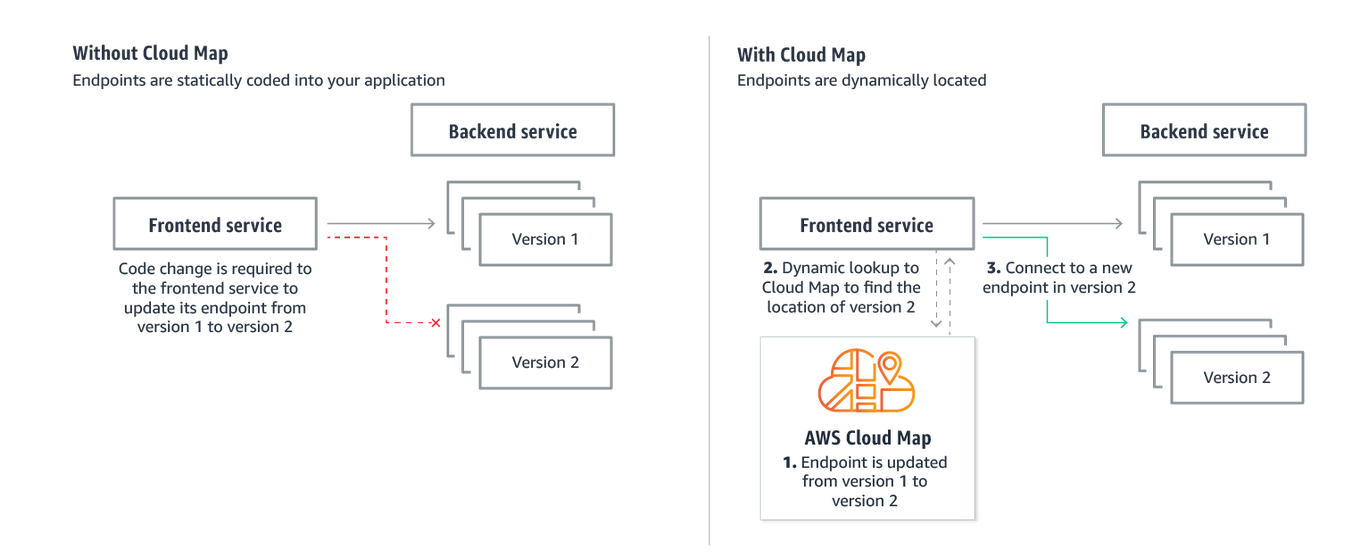 Without Cloud Map
Endpoints are statically coded into your application
Backend service
Frontend service
Version 1
Code change is required to
the frontend service to
update its endpoint from
version 1 to version 2
Version 2
With Cloud Map
Endpoints are dynamically located
Backend service
Frontend service
Version 1
2. Dynamic lookup to
Cloud Map to find the
location of version 2
3. Connect to a new
endpoint in version 2
Version 2
AWS Cloud Map
1. Endpoint is updated
from version 1 to
version 2